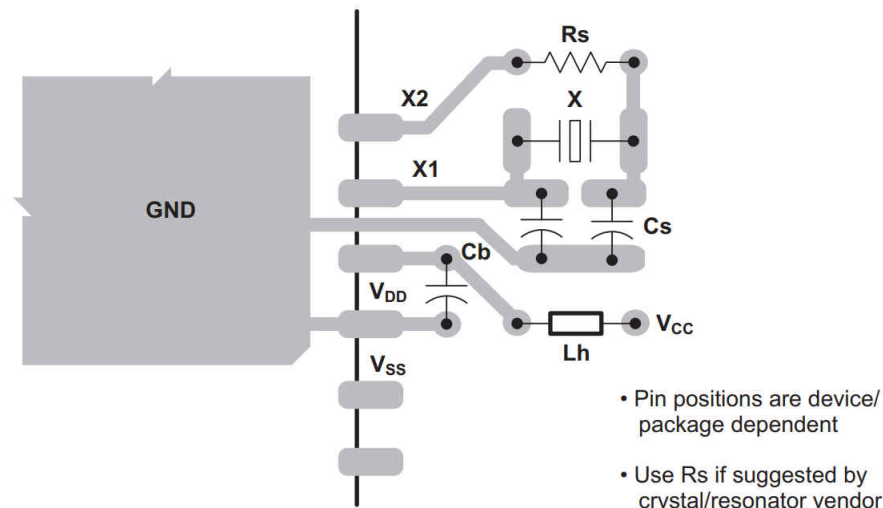 Rs
X2
X
X1
GND
Cs
Cb
VDD
VCC
Lh
VSS
• Pin positions are device/
package dependent
• Use Rs if suggested by
crystal/resonator vendor